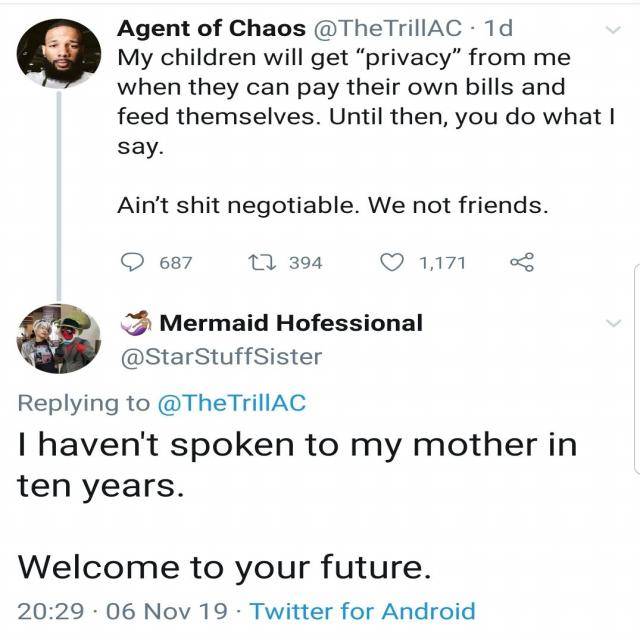 Agent of Chaos @TheTrillAC · 1d
My children will get “privacy” from me
when they can pay their own bills and
feed themselves. Until then, you do what I
say.
Ain’t shit negotiable. We not friends.
687 394 1,171
Mermaid Hofessional
@StarStuffSister
Replying to @TheTrillAC
I haven't spoken to my mother in
ten years.
Welcome to your future.
20:29 · 06 Nov 19 · Twitter for Android